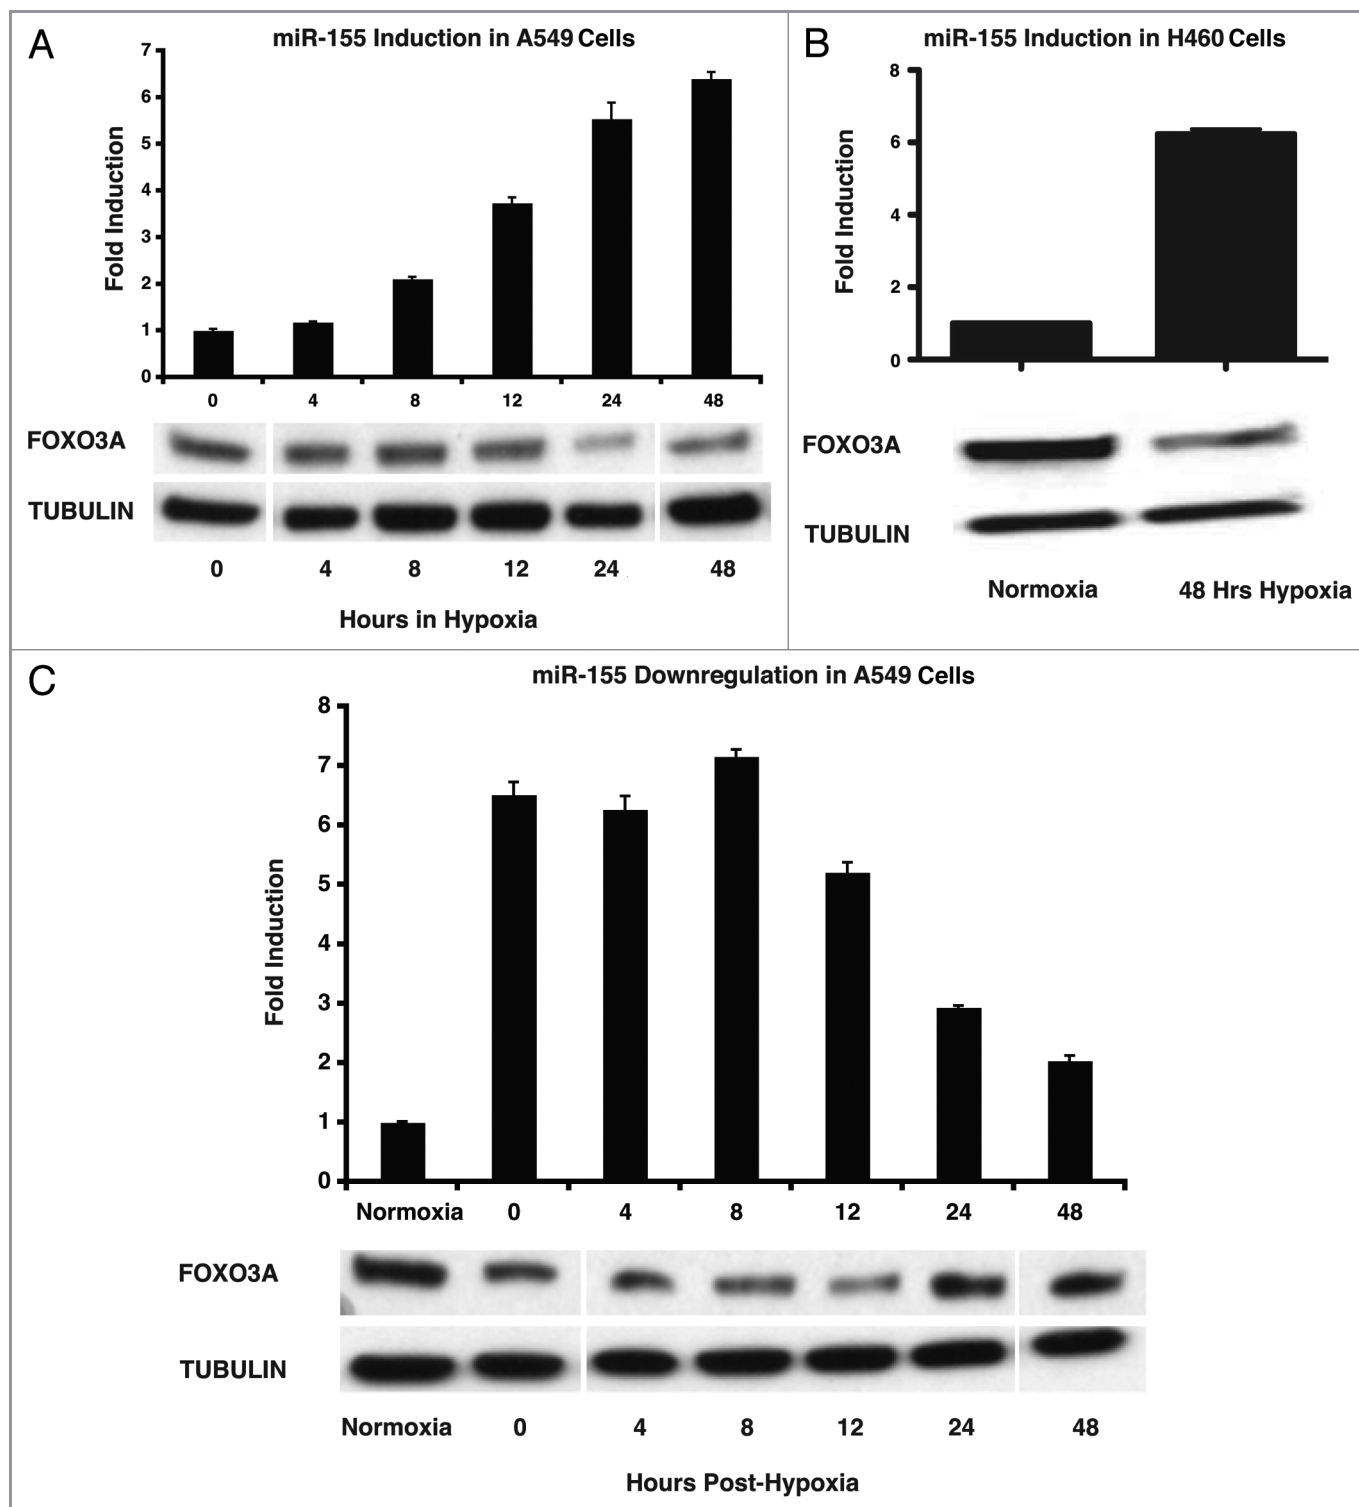 A
miR-155 Induction in A549 Cells
Fold Induction
7
6
5
4
3
2
1
0
0 4 8 12 24 48
FOXO3A
TUBULIN
0 4 8 12 24 48
Hours in Hypoxia
B
miR-155 Induction in H460 Cells
Fold Induction
8
6
4
2
0
FOXO3A
TUBULIN
Normoxia 48 Hrs Hypoxia
C
miR-155 Downregulation in A549 Cells
Fold Induction
8
7
6
5
4
3
2
1
0
Normoxia 0 4 8 12 24 48
FOXO3A
TUBULIN
Normoxia 0 4 8 12 24 48
Hours Post-Hypoxia